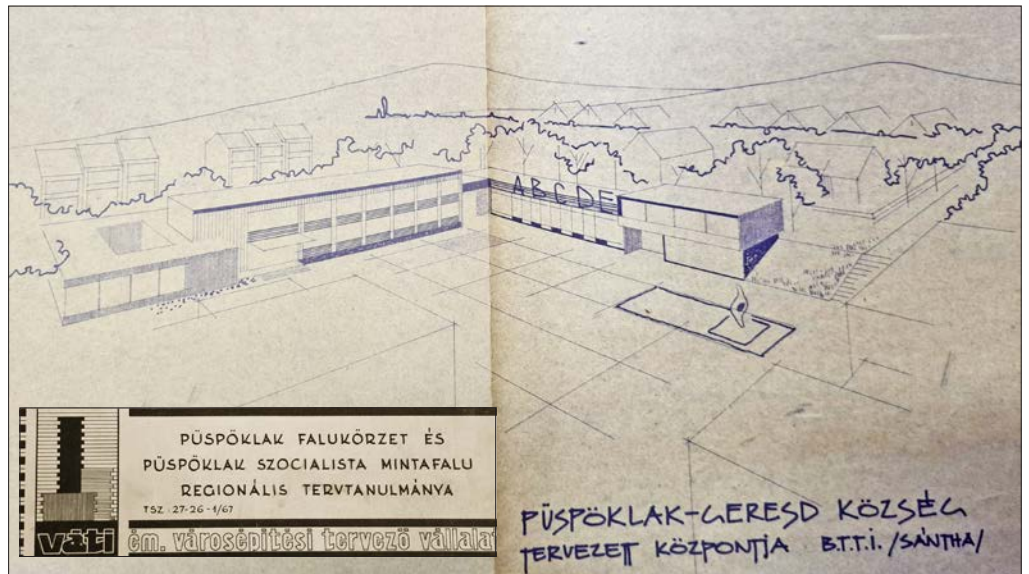 ABCDE
PÜSPÖKLAK FALUKÖRZET ÉS
PÜSPÖKLAK SZOCIALISTA MINTAFALU
REGIONÁLIS TERVTANULMÁNYA
TSZ: 27-26-1/67
váti ém. városépítési tervező vállalat
PÜSPÖKLAK-GERESD KÖZSÉG
TERVEZETT KÖZPONTJA B.T.T.I. /SÁNTHA/